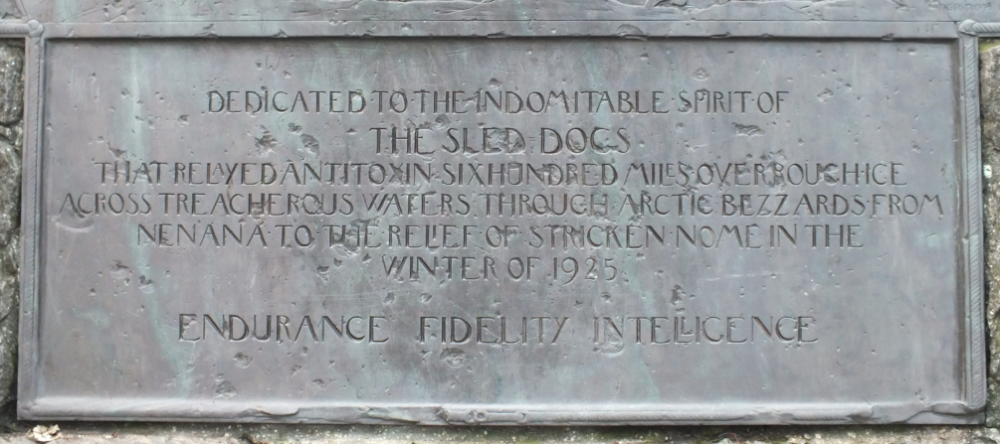 DEDICATED TO·THE·INDOMITABLE·SPIRIT·OF
THE·SLED·DOGS
THAT·RELAYED·ANTITOXIN·SIX·HUNDRED·MILES·OVER·ROUGH·ICE
ACROSS TREACHEROUS WATERS THROUGH ARCTIC BEZZARDS·FROM
NENANA·TO·THE RELIEF OF STRICKEN·NOME IN THE
WINTER OF 1925
ENDURANCE FIDELITY INTELLIGENCE